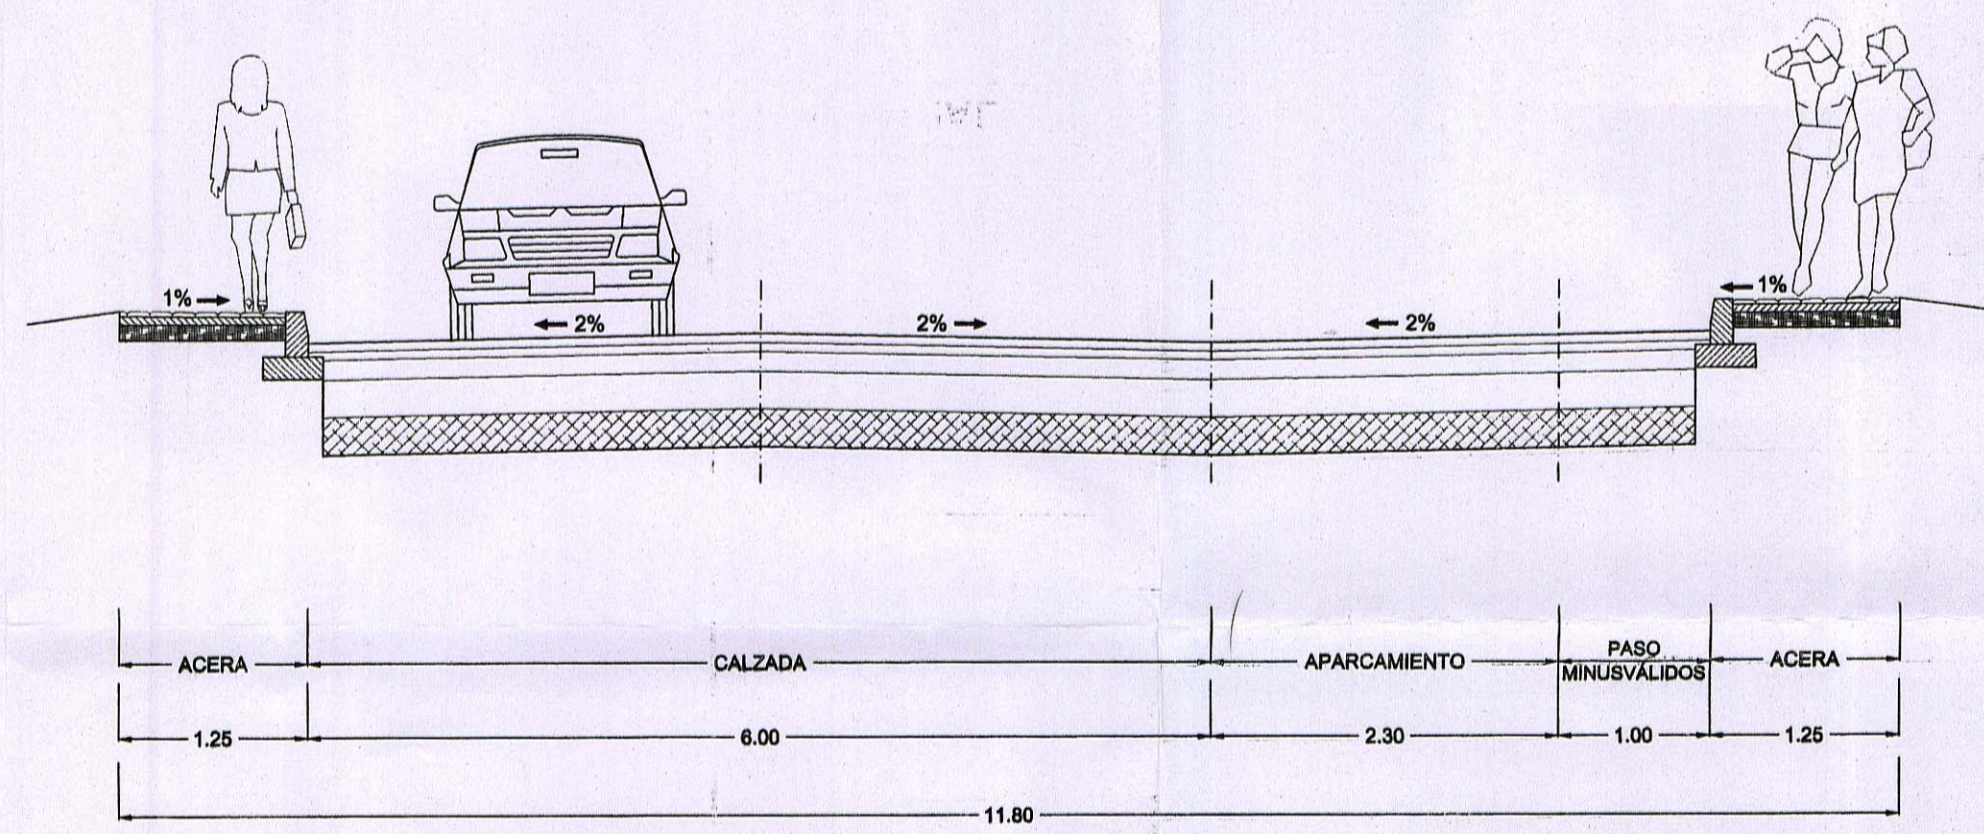 1%
2%
2%
2%
1%
ACERA
CALZADA
APARCAMIENTO
PASO
MINUSVÁLIDOS
ACERA
1.25
6.00
2.30
1.00
1.25
11.80